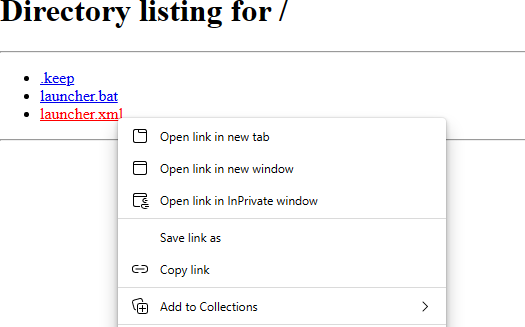 Directory listing for /
.keep
launcher.bat
launcher.xml
Open link in new tab
Open link in new window
Open link in InPrivate window
Save link as
Copy link
Add to Collections